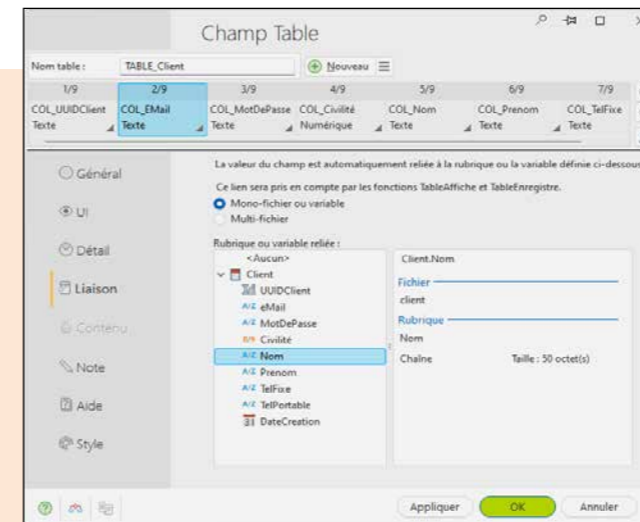 Champ Table
Nom table : TABLE_Client Nouveau
1/9 2/9 3/9 4/9 5/9 6/9 7/9
COL_UUIDClient COL_EMail COL_MotDePasse COL_Civilité COL_Nom COL_Prenom COL_TelFixe
Texte Texte Texte Numérique Texte Texte Texte
La valeur du champ est automatiquement reliée à la rubrique ou la variable définie ci-dessous
Ce lien sera pris en compte par les fonctions TableAffiche et TableEnregistre.
Mono-fichier ou variable
Multi-fichier
Général
UI
Détail
Liaison
Contenu
Note
Aide
Style
Rubrique ou variable reliée :
<Aucun>
Client
UUIDClient
eMail
MotDePasse
Civilité
Nom
Prenom
TelFixe
TelPortable
DateCreation
Client.Nom
Fichier
client
Rubrique
Nom
Chaîne Taille : 50 octet(s)
Appliquer OK Annuler